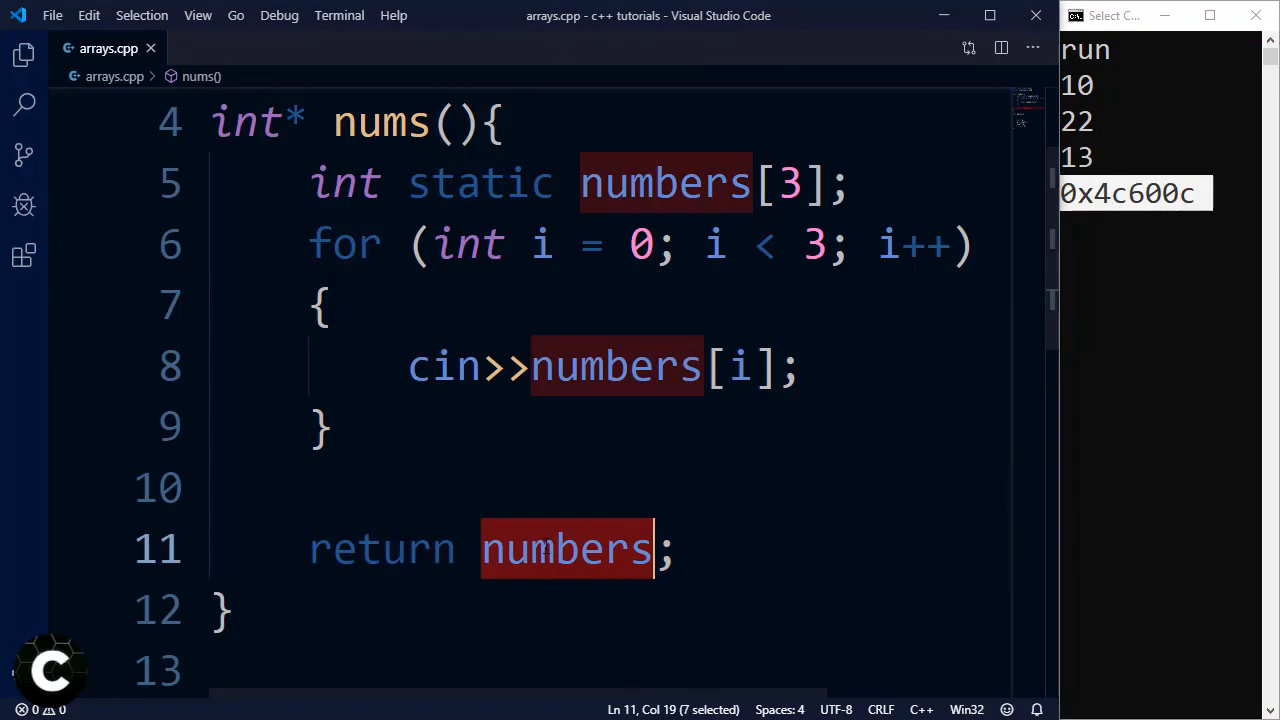 File Edit Selection View Go Debug Terminal Help arrays.cpp - c++ tutorials - Visual Studio Code
arrays.cpp
arrays.cpp > nums()
4 int* nums(){
5 int static numbers[3];
6 for (int i = 0; i < 3; i++)
7 {
8 cin>>numbers[i];
9 }
10
11 return numbers;
12 }
13
C
0 0 Ln 11, Col 19 (7 selected) Spaces: 4 UTF-8 CRLF C++ Win32
Select C...
run
10
22
13
0x4c600c